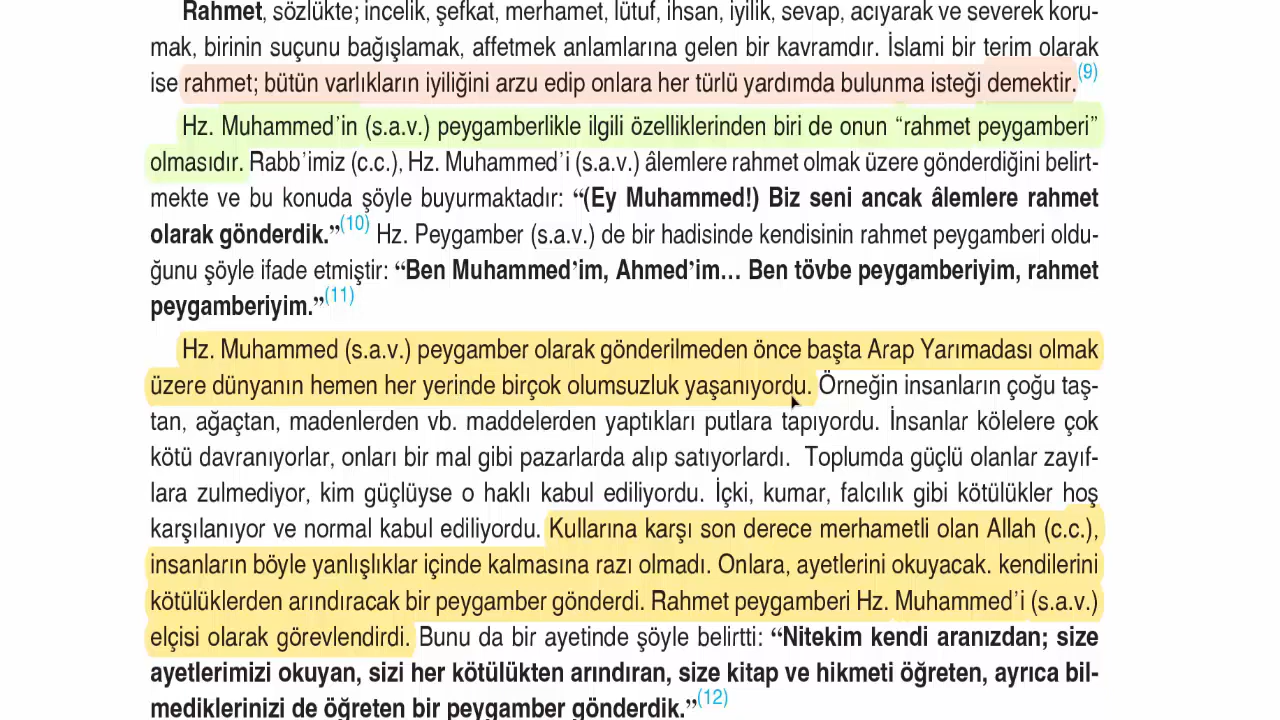 Rahmet, sözlükte; incelik, şefkat, merhamet, lütuf, ihsan, iyilik, sevap, acıyarak ve severek koru-
mak, birinin suçunu bağışlamak, affetmek anlamlarına gelen bir kavramdır. İslami bir terim olarak
ise rahmet; bütün varlıkların iyiliğini arzu edip onlara her türlü yardımda bulunma isteği demektir.(9)
Hz. Muhammed'in (s.a.v.) peygamberlikle ilgili özelliklerinden biri de onun “rahmet peygamberi”
olmasıdır. Rabb'imiz (c.c.), Hz. Muhammed'i (s.a.v.) âlemlere rahmet olmak üzere gönderdiğini belirt-
mekte ve bu konuda şöyle buyurmaktadır: “(Ey Muhammed!) Biz seni ancak âlemlere rahmet
olarak gönderdik.”(10) Hz. Peygamber (s.a.v.) de bir hadisinde kendisinin rahmet peygamberi oldu-
ğunu şöyle ifade etmiştir: “Ben Muhammed'im, Ahmed'im... Ben tövbe peygamberiyim, rahmet
peygamberiyim.”(11)
Hz. Muhammed (s.a.v.) peygamber olarak gönderilmeden önce başta Arap Yarımadası olmak
üzere dünyanın hemen her yerinde birçok olumsuzluk yaşanıyordu. Örneğin insanların çoğu taş-
tan, ağaçtan, madenlerden vb. maddelerden yaptıkları putlara tapıyordu. İnsanlar kölelere çok
kötü davranıyorlar, onları bir mal gibi pazarlarda alıp satıyorlardı. Toplumda güçlü olanlar zayıf-
lara zulmediyor, kim güçlüyse o haklı kabul ediliyordu. İçki, kumar, falcılık gibi kötülükler hoş
karşılanıyor ve normal kabul ediliyordu. Kullarına karşı son derece merhametli olan Allah (c.c.),
insanların böyle yanlışlıklar içinde kalmasına razı olmadı. Onlara, ayetlerini okuyacak. kendilerini
kötülüklerden arındıracak bir peygamber gönderdi. Rahmet peygamberi Hz. Muhammed'i (s.a.v.)
elçisi olarak görevlendirdi. Bunu da bir ayetinde şöyle belirtti: “Nitekim kendi aranızdan; size
ayetlerimizi okuyan, sizi her kötülükten arındıran, size kitap ve hikmeti öğreten, ayrıca bil-
mediklerinizi de öğreten bir peygamber gönderdik.”(12)